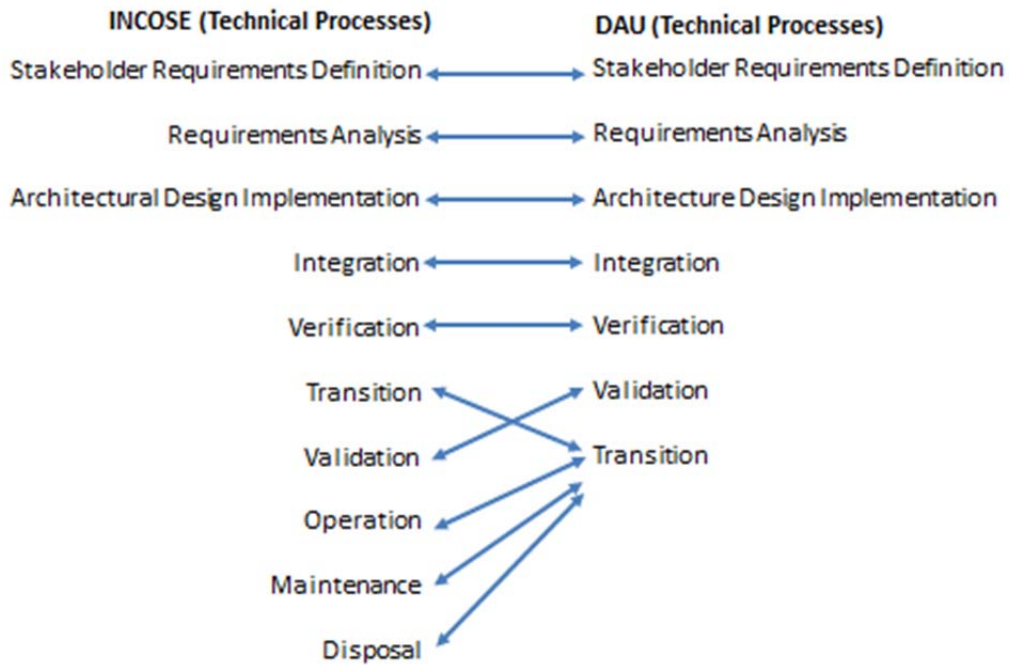 INCOSE (Technical Processes) DAU (Technical Processes)
Stakeholder Requirements Definition Stakeholder Requirements Definition
Requirements Analysis Requirements Analysis
Architectural Design Implementation Architecture Design Implementation
Integration Integration
Verification Verification
Transition Validation
Validation Transition
Operation
Maintenance
Disposal